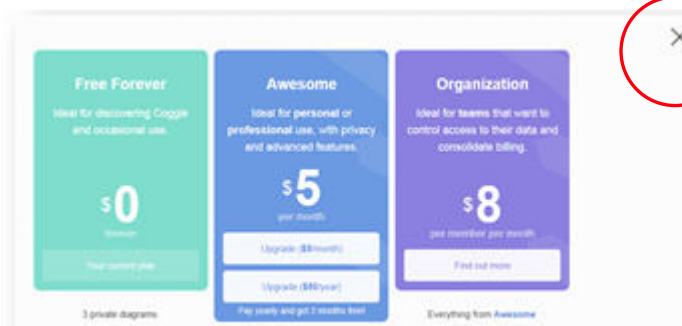 Free Forever
Ideal for discovering Coggle
and occasional use.
$0
forever
Your current plan
3 private diagrams
Awesome
Ideal for personal or
professional use, with privacy
and advanced features.
$5
per month
Upgrade ($5/month)
Upgrade ($50/year)
Pay yearly and get 2 months free!
Organization
Ideal for teams that want to
control access to their data and
consolidate billing.
$8
per member per month
Find out more
Everything from Awesome